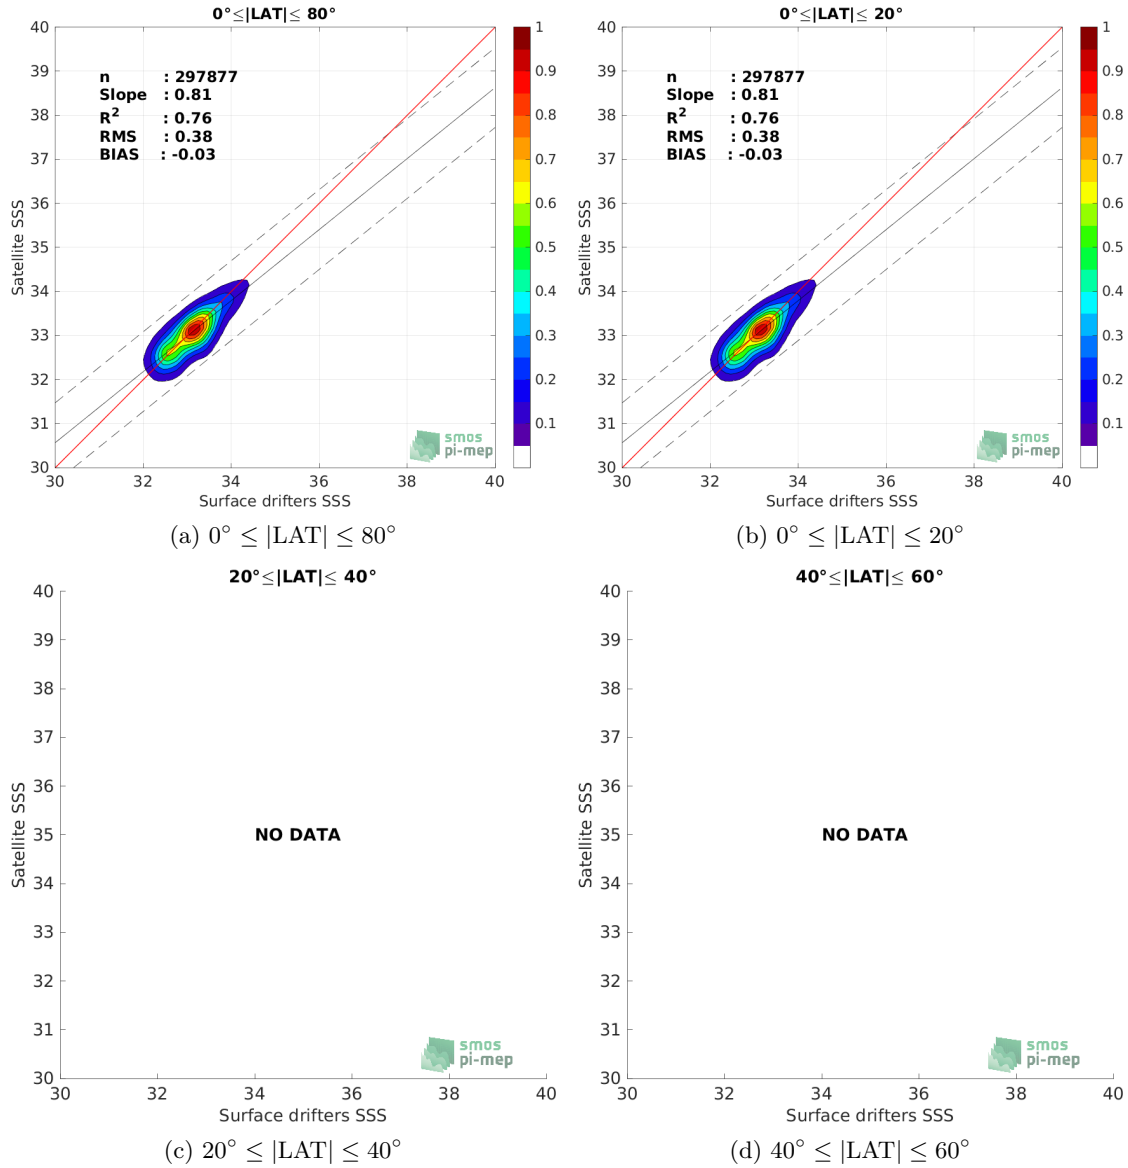 0°≤|LAT|≤ 80°
n : 297877
Slope : 0.81
R² : 0.76
RMS : 0.38
BIAS : -0.03
40
39
38
37
36
35
34
33
32
31
30
Satellite SSS
30 32 34 36 38 40
Surface drifters SSS
1
0.9
0.8
0.7
0.6
0.5
0.4
0.3
0.2
0.1
smos
pi-mep
(a) 0° ≤ |LAT| ≤ 80°
0°≤|LAT|≤ 20°
n : 297877
Slope : 0.81
R² : 0.76
RMS : 0.38
BIAS : -0.03
40
39
38
37
36
35
34
33
32
31
30
Satellite SSS
30 32 34 36 38 40
Surface drifters SSS
1
0.9
0.8
0.7
0.6
0.5
0.4
0.3
0.2
0.1
smos
pi-mep
(b) 0° ≤ |LAT| ≤ 20°
20°≤|LAT|≤ 40°
40
39
38
37
36
35
34
33
32
31
30
Satellite SSS
NO DATA
smos
pi-mep
30 32 34 36 38 40
Surface drifters SSS
(c) 20° ≤ |LAT| ≤ 40°
40°≤|LAT|≤ 60°
40
39
38
37
36
35
34
33
32
31
30
Satellite SSS
NO DATA
smos
pi-mep
30 32 34 36 38 40
Surface drifters SSS
(d) 40° ≤ |LAT| ≤ 60°